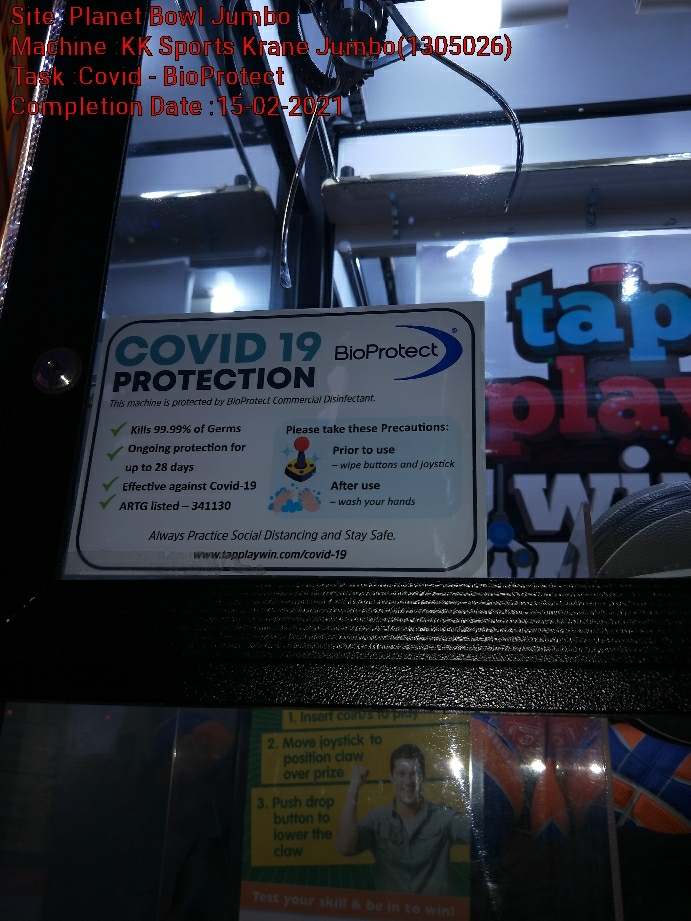 Site: Planet Bowl Jumbo
Machine :KK Sports Krane Jumbo(1305026)
Task :Covid - BioProtect
Completion Date :15-02-2021
COVID 19
PROTECTION
BioProtect®
This machine is protected by BioProtect Commercial Disinfectant.
Kills 99.99% of Germs
Ongoing protection for
up to 28 days
Effective against Covid-19
ARTG listed – 341130
Please take these Precautions:
Prior to use
– wipe buttons and joystick
After use
– wash your hands
Always Practice Social Distancing and Stay Safe.
www.tapplaywin.com/covid-19
tap
play
wi
1. Insert coin/s to play
2. Move joystick to
position claw
over prize
3. Push drop
button to
lower the
claw
Test your skill & be in to win!